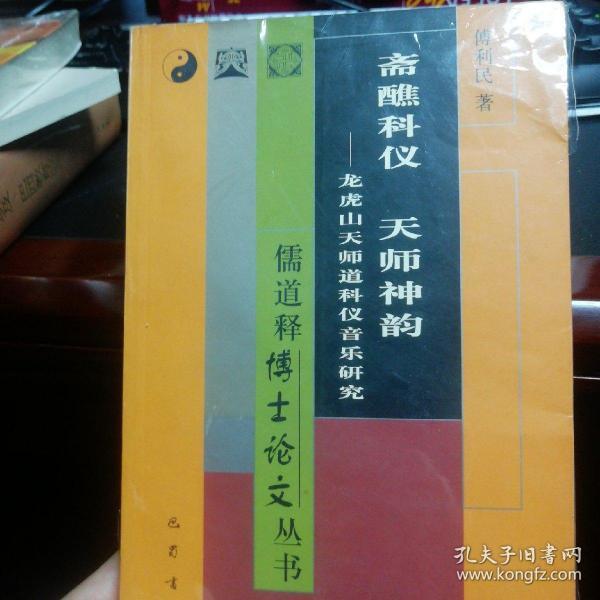 傅利民 著
斋醮科仪 天师神韵
——龙虎山天师道科仪音乐研究
儒道释博士论文丛书
巴蜀书
孔夫子旧书网
www.kongfz.com